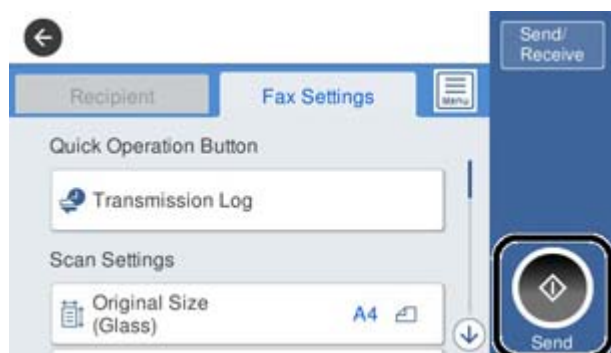 Send/
Receive
Recipient
Fax Settings
Menu
Quick Operation Button
Transmission Log
Scan Settings
Original Size
(Glass)
A4
Send